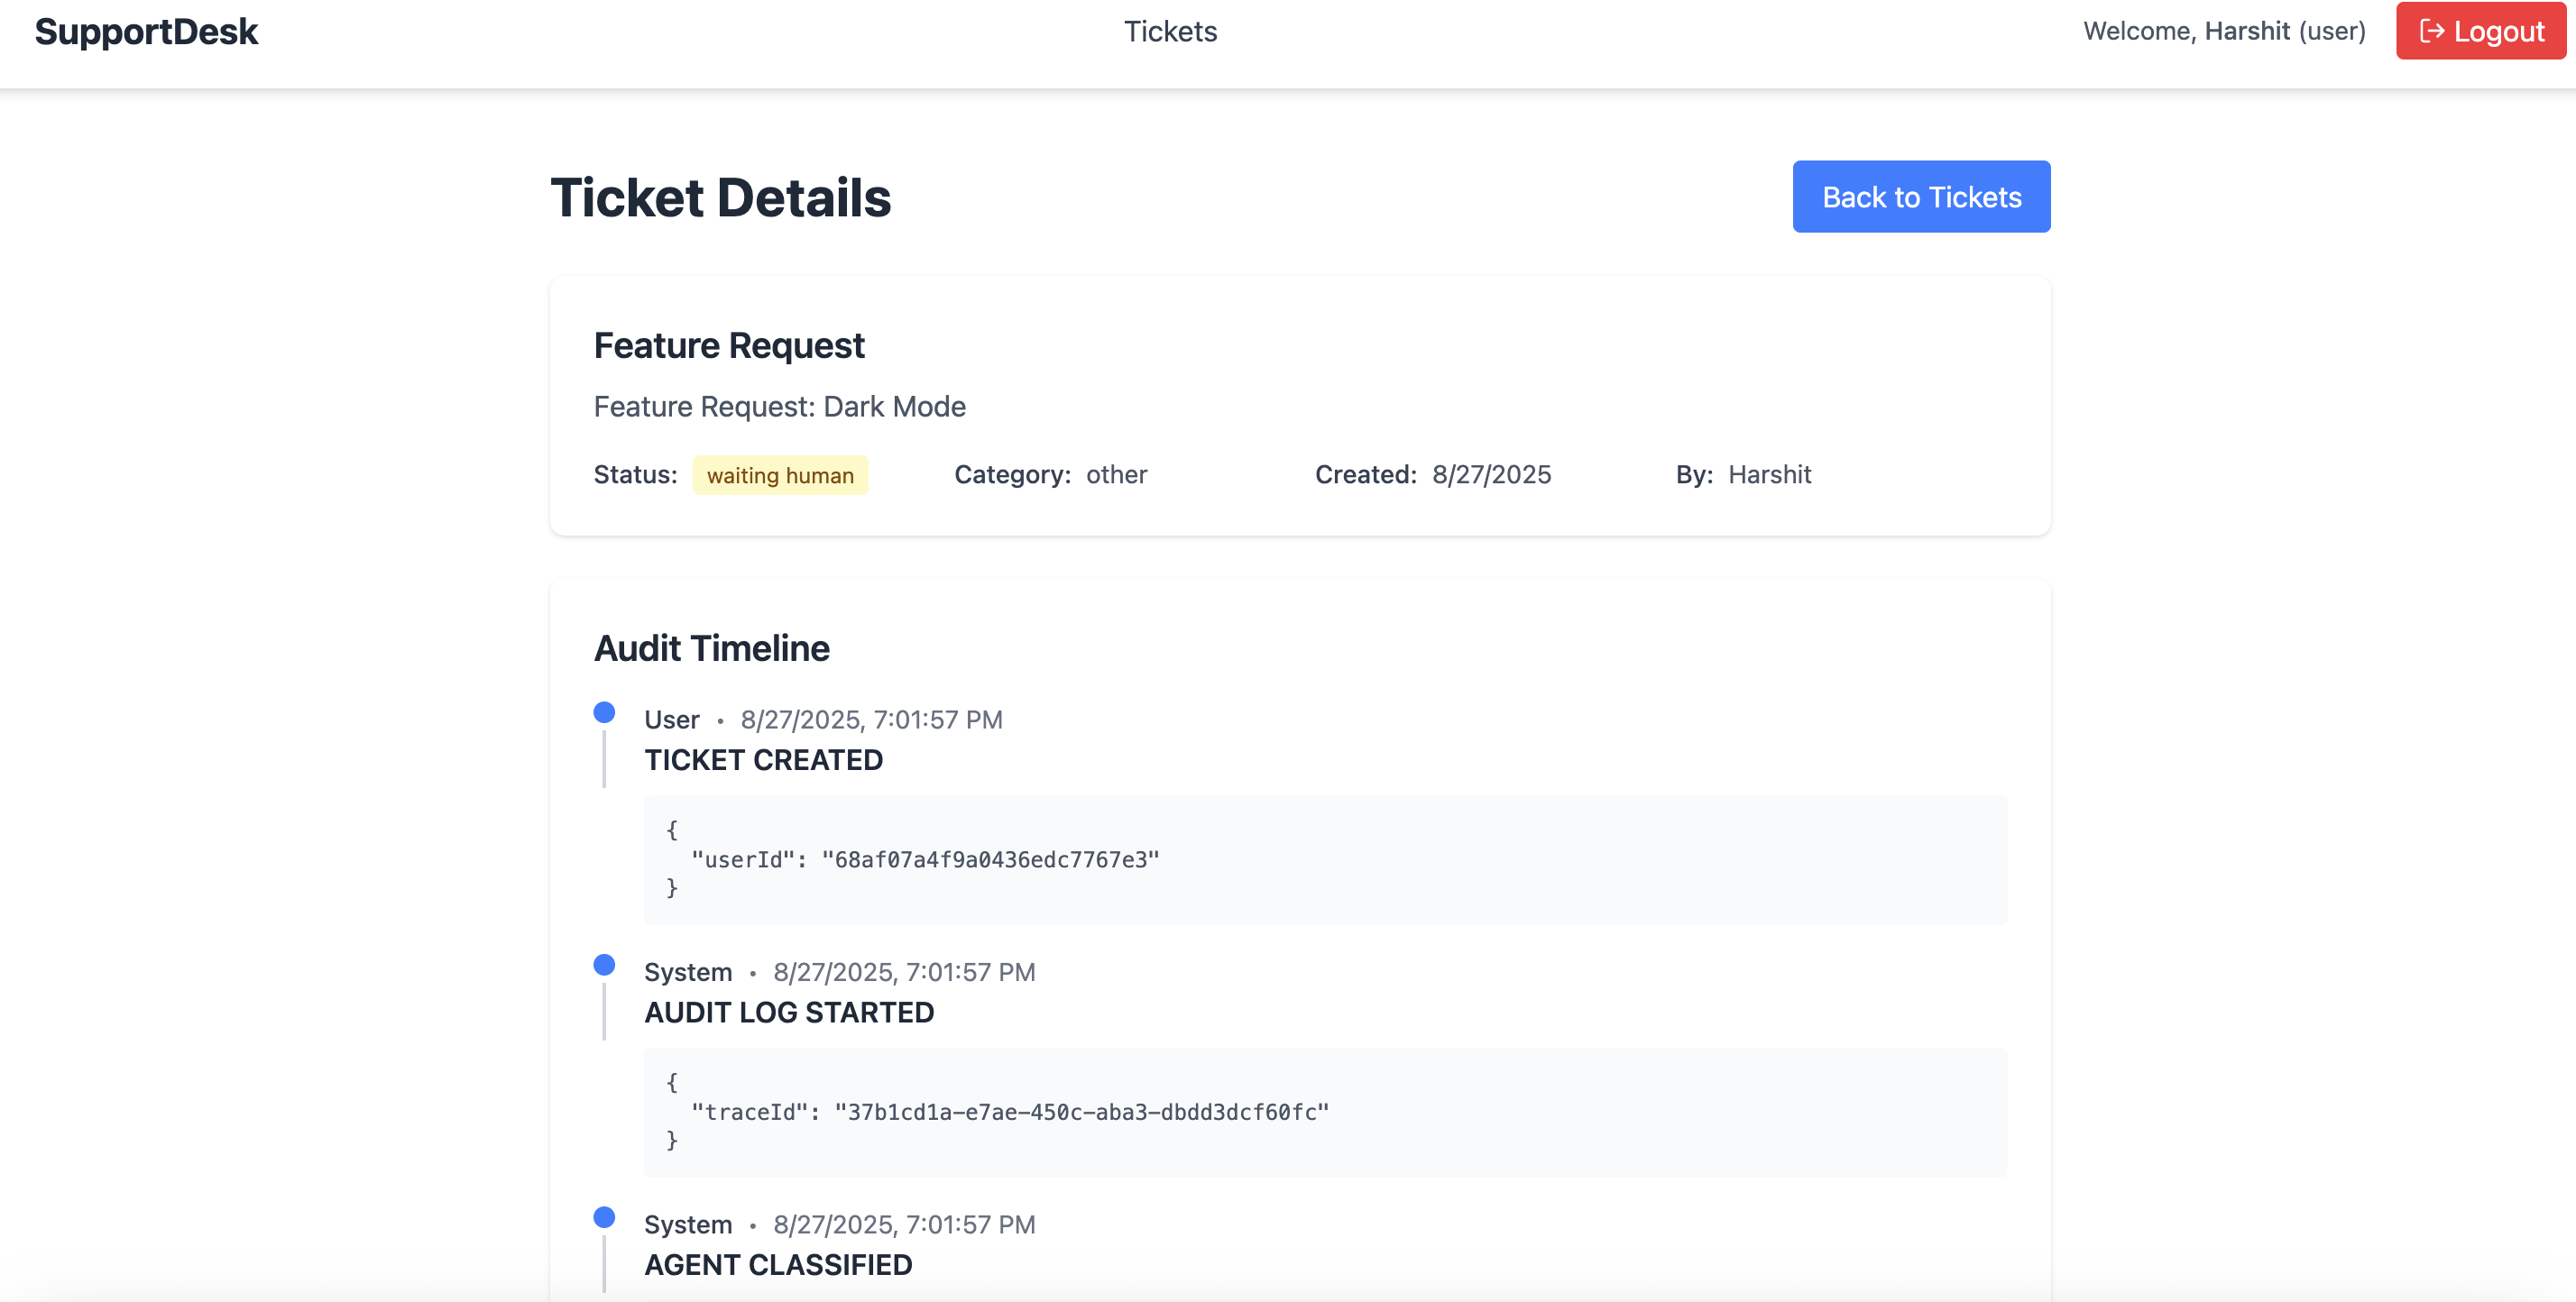 SupportDesk
Tickets
Welcome, Harshit (user)
Logout
Ticket Details
Back to Tickets
Feature Request
Feature Request: Dark Mode
Status: waiting human Category: other Created: 8/27/2025 By: Harshit
Audit Timeline
User • 8/27/2025, 7:01:57 PM
TICKET CREATED
{
"userId": "68af07a4f9a0436edc7767e3"
}
System • 8/27/2025, 7:01:57 PM
AUDIT LOG STARTED
{
"traceId": "37b1cd1a-e7ae-450c-aba3-dbdd3dcf60fc"
}
System • 8/27/2025, 7:01:57 PM
AGENT CLASSIFIED